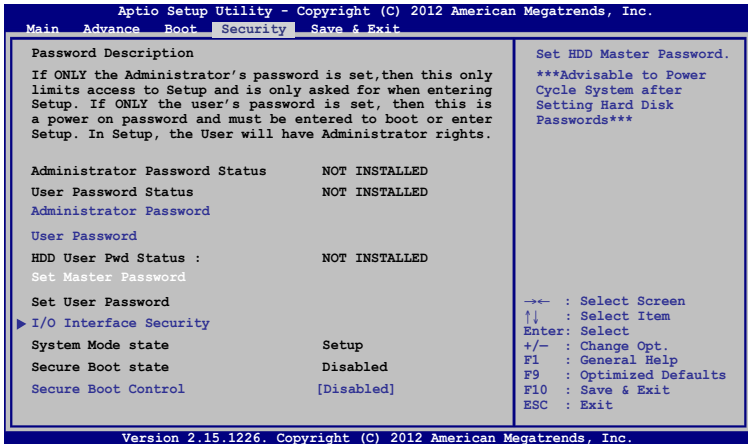 Aptio Setup Utility - Copyright (C) 2012 American Megatrends, Inc.
Main Advance Boot Security Save & Exit
Password Description
If ONLY the Administrator's password is set,then this only
limits access to Setup and is only asked for when entering
Setup. If ONLY the user's password is set, then this is
a power on password and must be entered to boot or enter
Setup. In Setup, the User will have Administrator rights.
Administrator Password Status NOT INSTALLED
User Password Status NOT INSTALLED
Administrator Password
User Password
HDD User Pwd Status : NOT INSTALLED
Set Master Password
Set User Password
I/O Interface Security
System Mode state Setup
Secure Boot state Disabled
Secure Boot Control [Disabled]
Set HDD Master Password.
***Advisable to Power
Cycle System after
Setting Hard Disk
Passwords***
→← : Select Screen
↑↓ : Select Item
Enter: Select
+/— : Change Opt.
F1 : General Help
F9 : Optimized Defaults
F10 : Save & Exit
ESC : Exit
Version 2.15.1226. Copyright (C) 2012 American Megatrends, Inc.